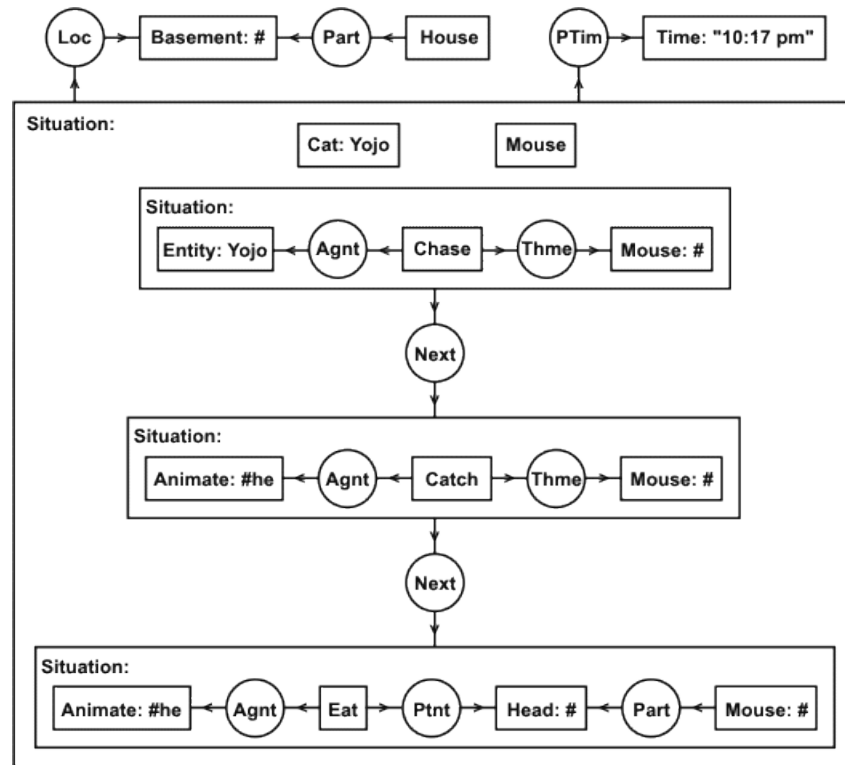 Loc Basement: # Part House PTim Time: "10:17 pm"
Situation:
Cat: Yojo Mouse
Situation:
Entity: Yojo Agnt Chase Thme Mouse: #
Next
Situation:
Animate: #he Agnt Catch Thme Mouse: #
Next
Situation:
Animate: #he Agnt Eat Ptnt Head: # Part Mouse: #